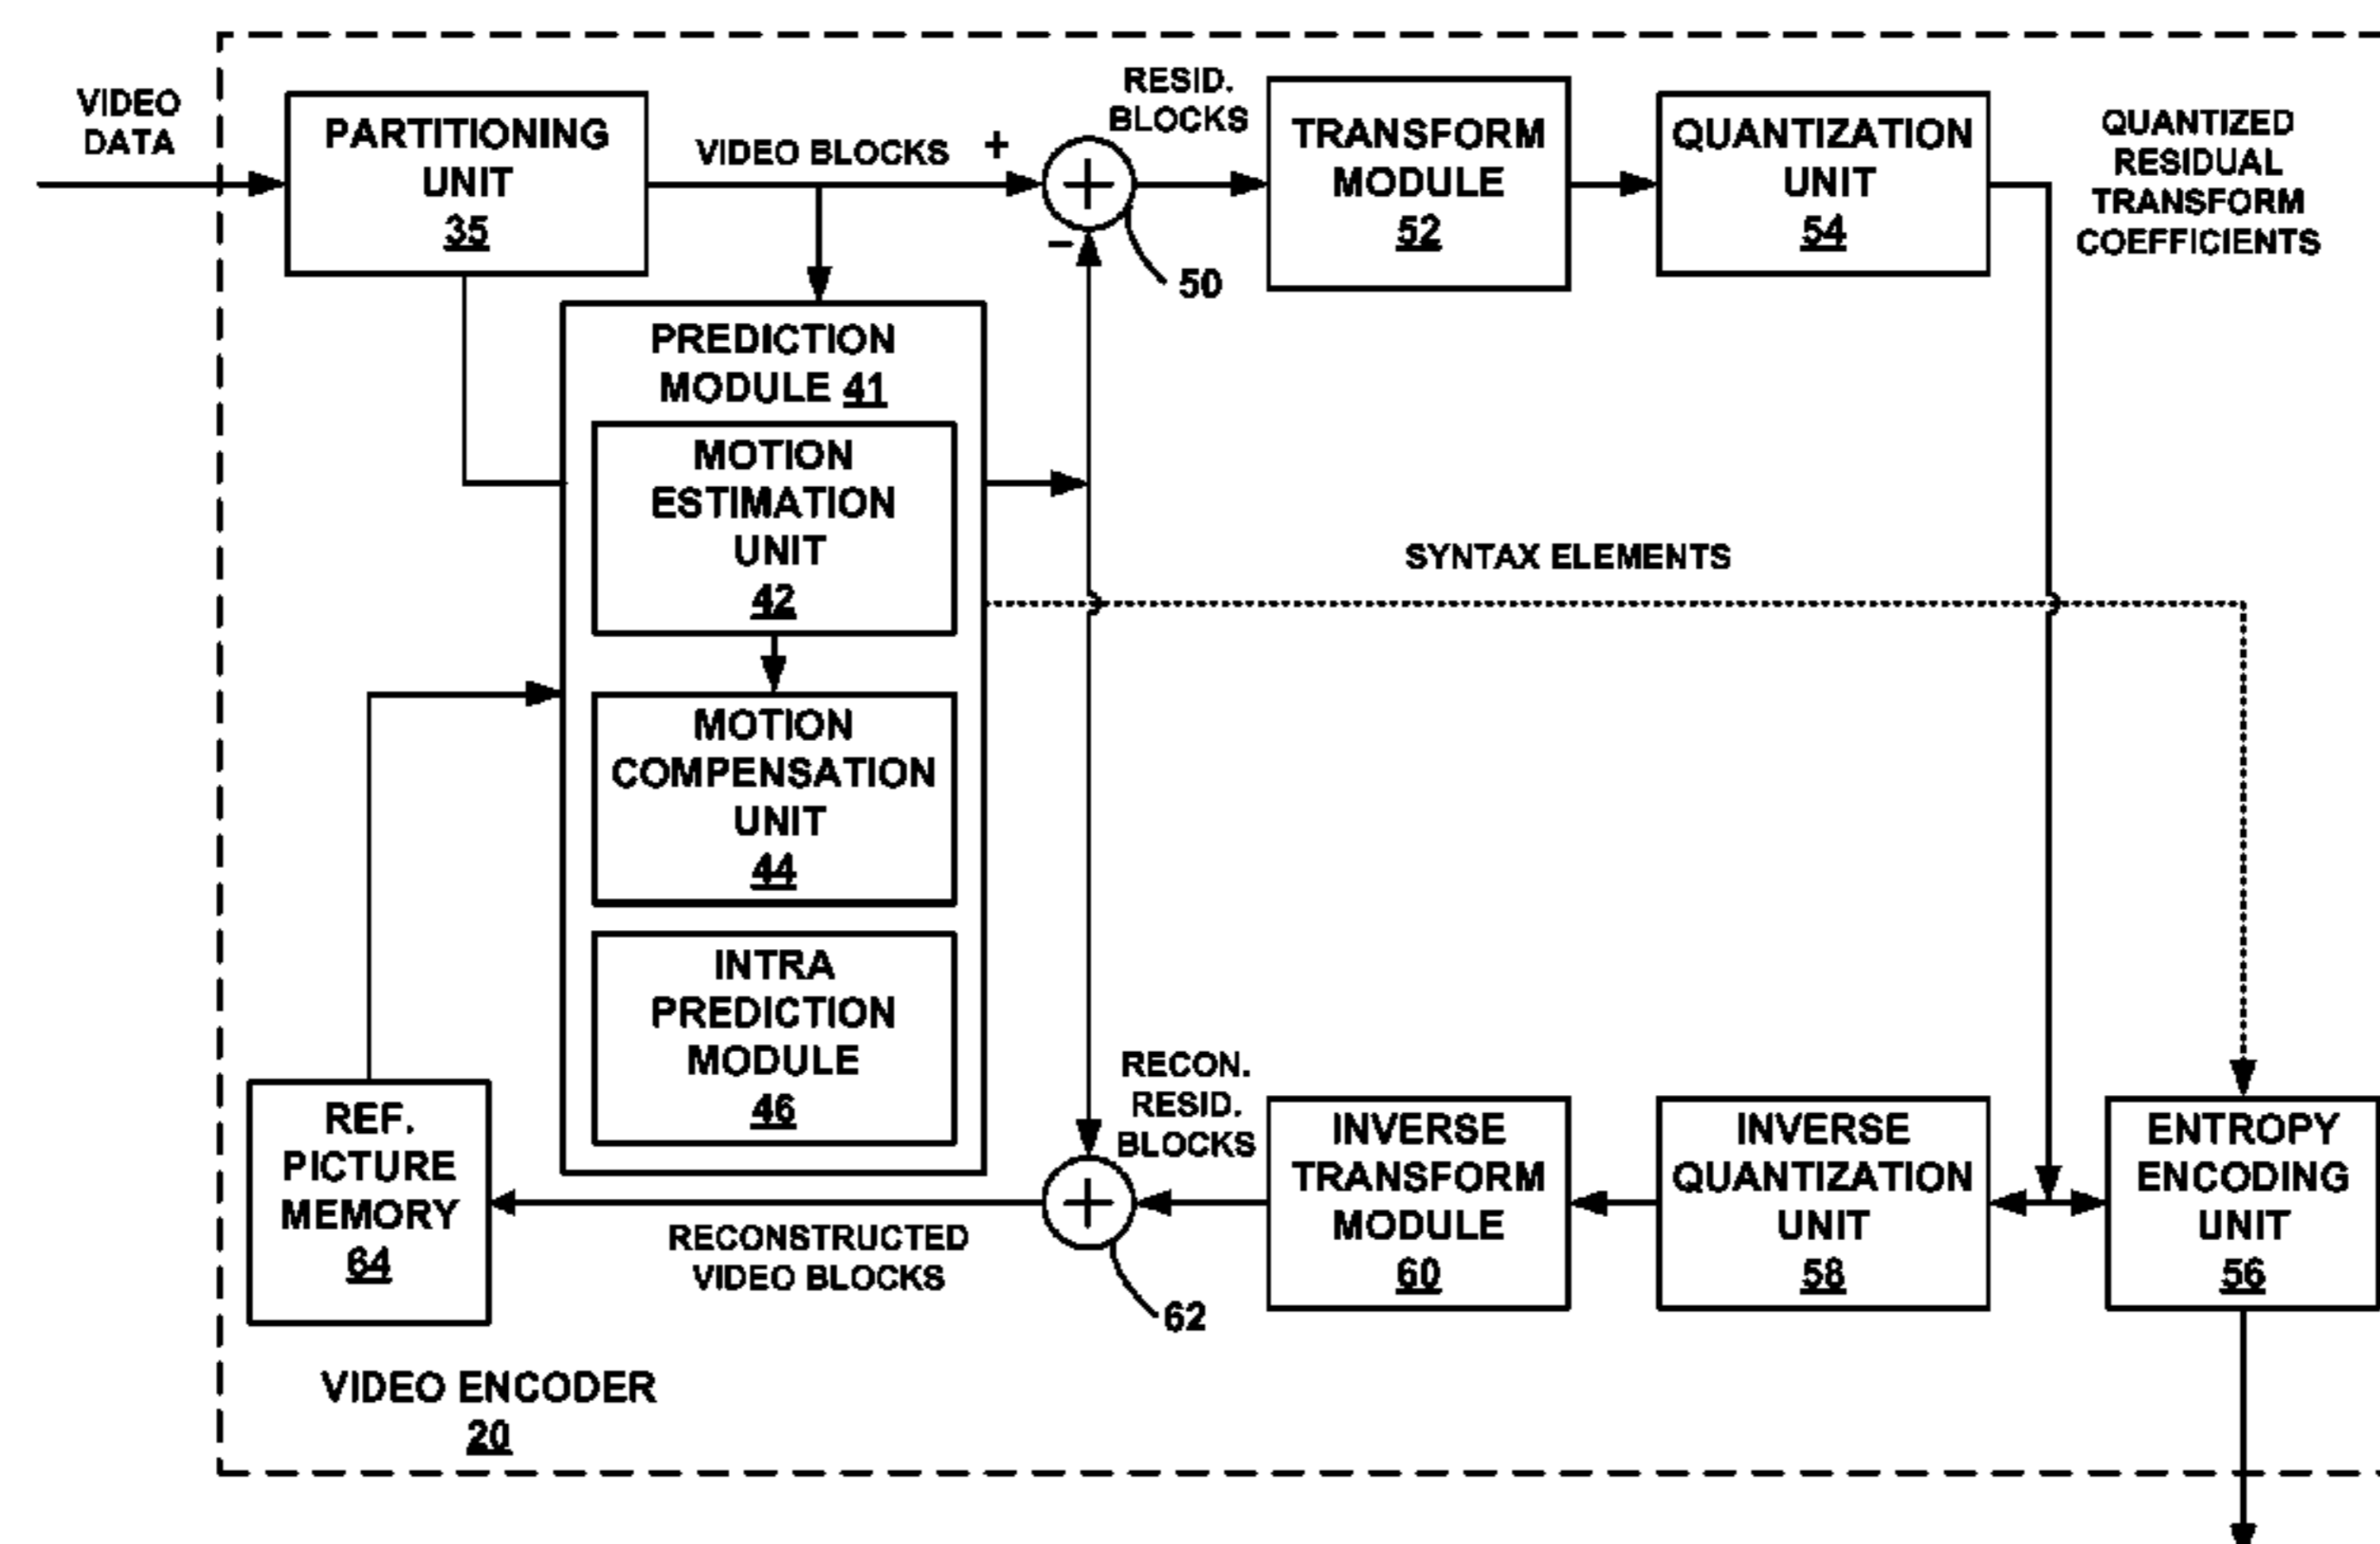 VIDEO
DATA
PARTITIONING
UNIT
35
VIDEO BLOCKS
+
−
50
RESID.
BLOCKS
TRANSFORM
MODULE
52
QUANTIZATION
UNIT
54
QUANTIZED
RESIDUAL
TRANSFORM
COEFFICIENTS
PREDICTION
MODULE 41
MOTION
ESTIMATION
UNIT
42
SYNTAX ELEMENTS
MOTION
COMPENSATION
UNIT
44
INTRA
PREDICTION
MODULE
46
REF.
PICTURE
MEMORY
64
RECONSTRUCTED
VIDEO BLOCKS
62
RECON.
RESID.
BLOCKS
INVERSE
TRANSFORM
MODULE
60
INVERSE
QUANTIZATION
UNIT
58
ENTROPY
ENCODING
UNIT
56
VIDEO ENCODER
20